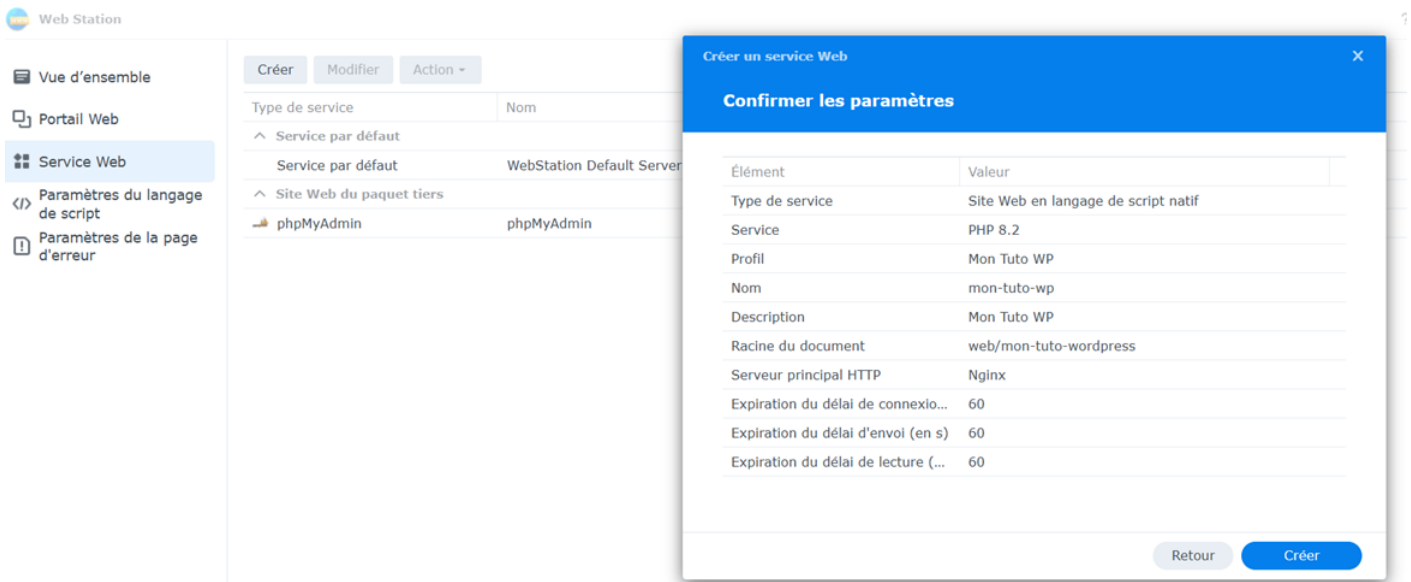 Web Station
?
Vue d'ensemble
Portail Web
Service Web
Paramètres du langage
de script
Paramètres de la page
d'erreur
Créer Modifier Action
Type de service Nom
Service par défaut
Service par défaut WebStation Default Server
Site Web du paquet tiers
phpMyAdmin phpMyAdmin
Créer un service Web
Confirmer les paramètres
Élément Valeur
Type de service Site Web en langage de script natif
Service PHP 8.2
Profil Mon Tuto WP
Nom mon-tuto-wp
Description Mon Tuto WP
Racine du document web/mon-tuto-wordpress
Serveur principal HTTP Nginx
Expiration du délai de connexio... 60
Expiration du délai d'envoi (en s) 60
Expiration du délai de lecture (... 60
Retour Créer